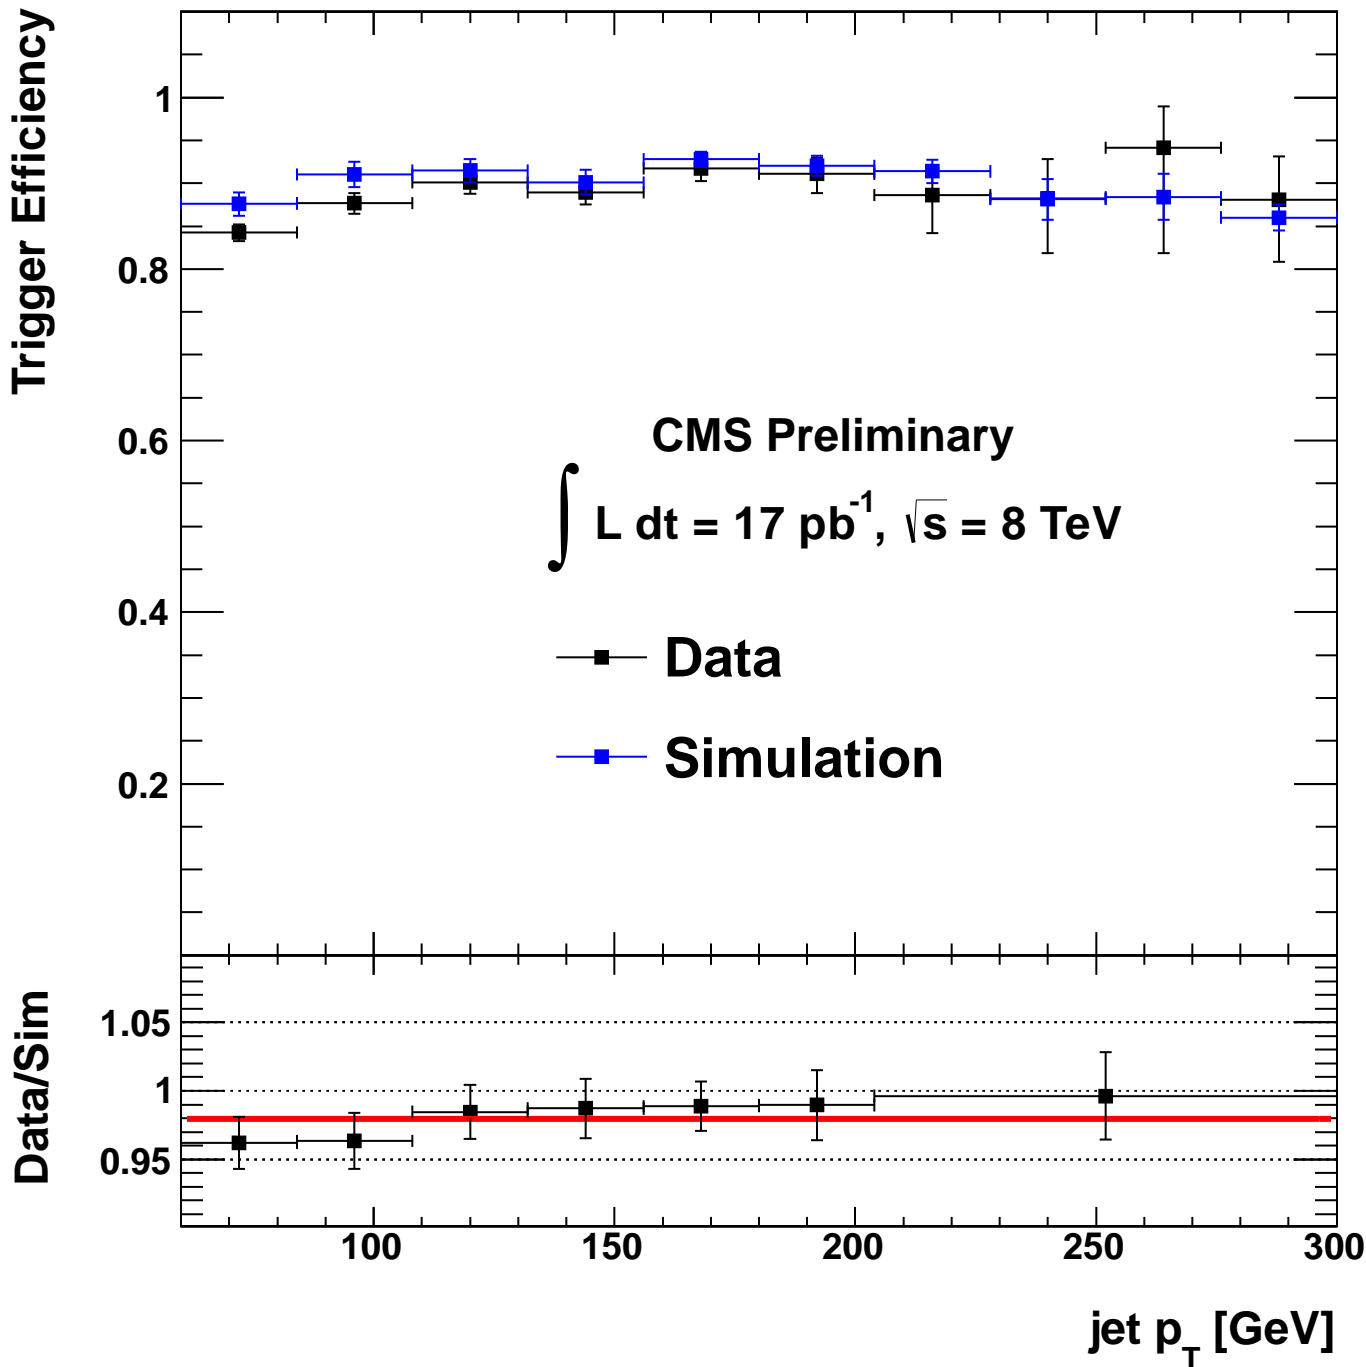 Trigger Efficiency
1
0.8
0.6
0.4
0.2
CMS Preliminary
∫ L dt = 17 pb⁻¹, √s = 8 TeV
Data
Simulation
Data/Sim
1.05
1
0.95
100 150 200 250 300
jet p_T [GeV]